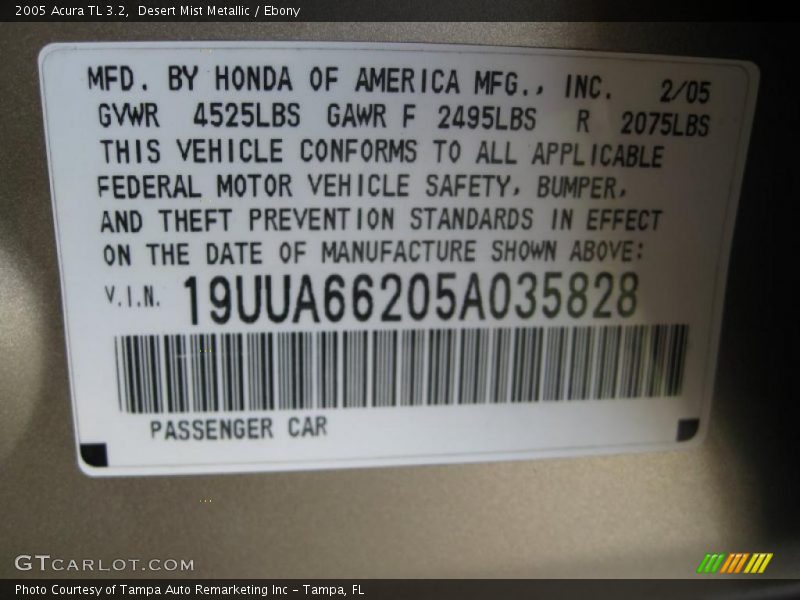 2005 Acura TL 3.2, Desert Mist Metallic / Ebony
MFD. BY HONDA OF AMERICA MFG., INC. 2/05
GVWR 4525LBS GAWR F 2495LBS R 2075LBS
THIS VEHICLE CONFORMS TO ALL APPLICABLE
FEDERAL MOTOR VEHICLE SAFETY, BUMPER,
AND THEFT PREVENTION STANDARDS IN EFFECT
ON THE DATE OF MANUFACTURE SHOWN ABOVE:
V.I.N. 19UUA66205A035828
PASSENGER CAR
GTCARLOT.COM
Photo Courtesy of Tampa Auto Remarketing Inc - Tampa, FL